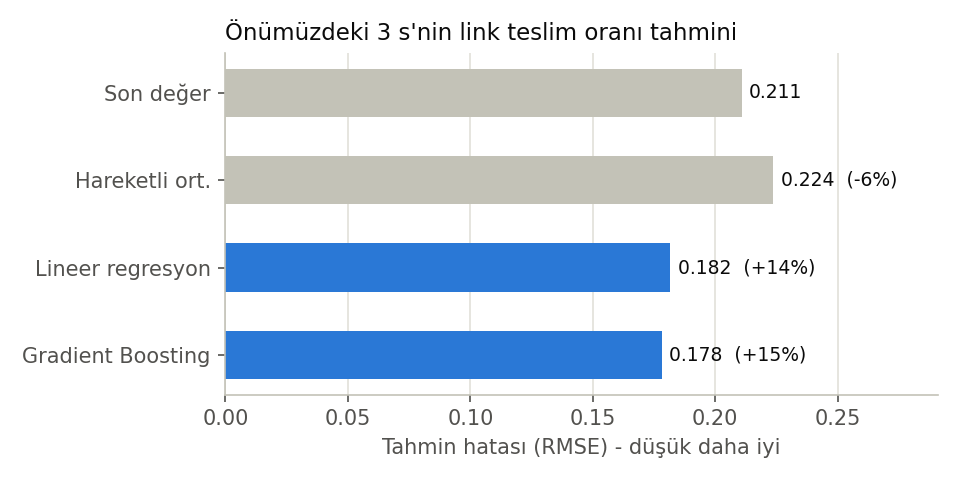 Önümüzdeki 3 s'nin link teslim oranı tahmini
Son değer 0.211
Hareketli ort. 0.224 (-6%)
Lineer regresyon 0.182 (+14%)
Gradient Boosting 0.178 (+15%)
0.00 0.05 0.10 0.15 0.20 0.25
Tahmin hatası (RMSE) - düşük daha iyi